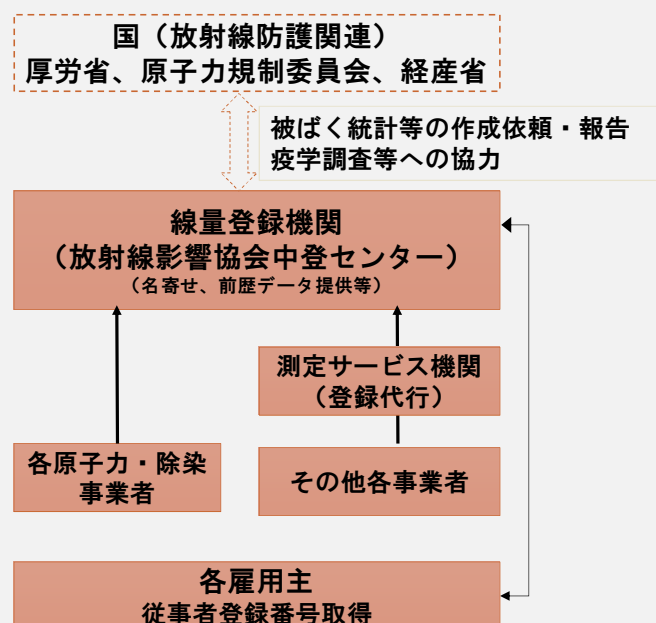 国（放射線防護関連）
厚労省、原子力規制委員会、経産省
被ばく統計等の作成依頼・報告
疫学調査等への協力
線量登録機関
（放射線影響協会中登センター）
（名寄せ、前歴データ提供等）
測定サービス機関
（登録代行）
各原子力・除染
事業者
その他各事業者
各雇用主
従事者登録番号取得